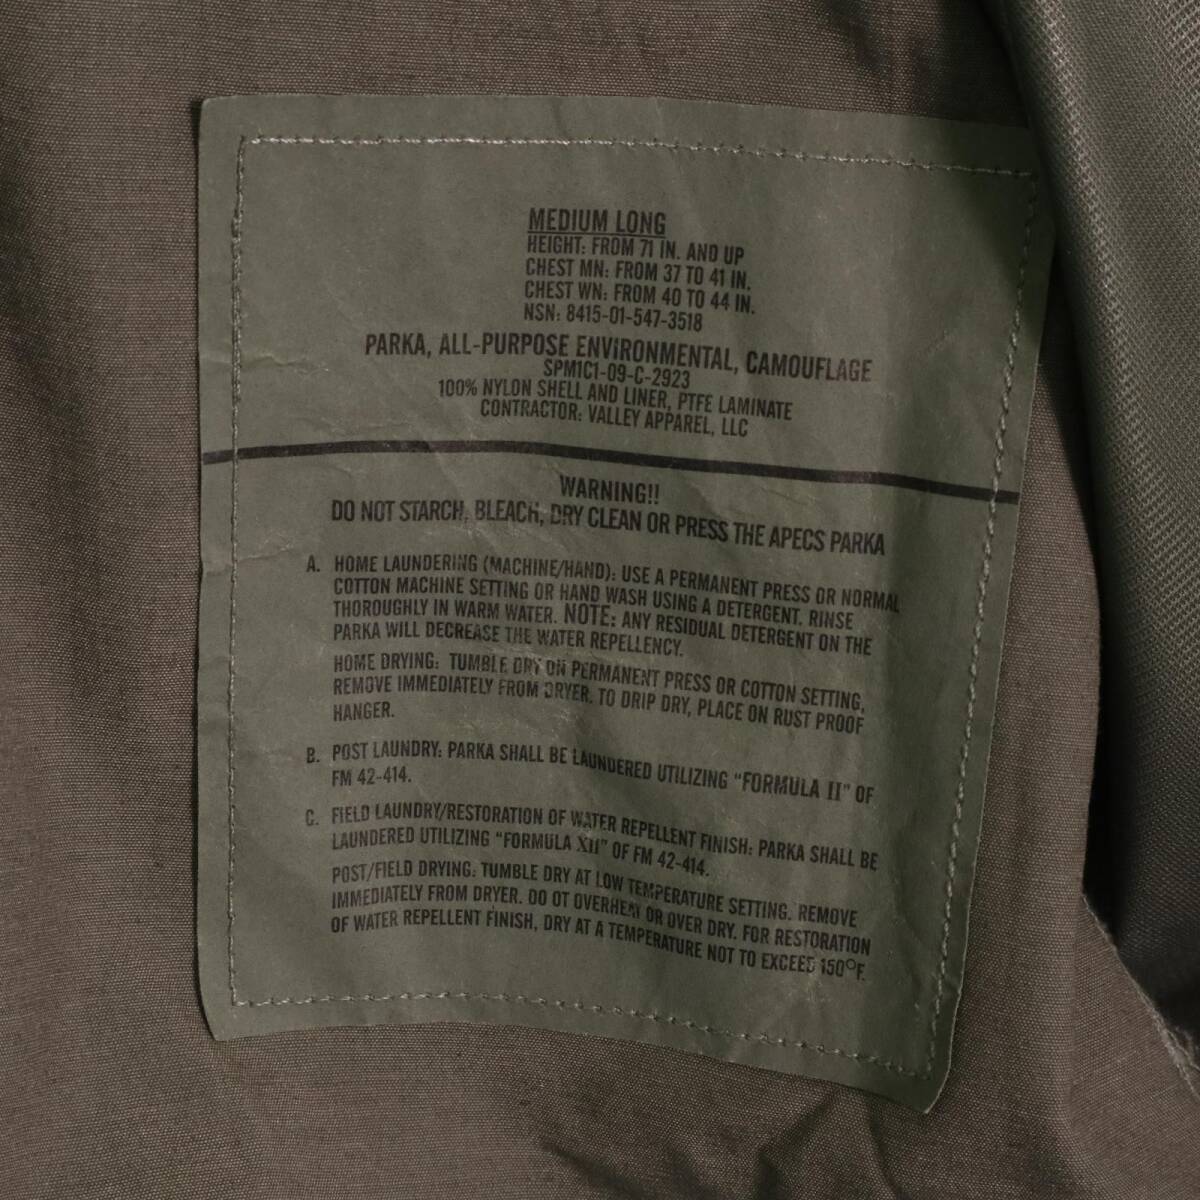 MEDIUM LONG
HEIGHT: FROM 71 IN. AND UP
CHEST MN: FROM 37 TO 41 IN.
CHEST WN: FROM 40 TO 44 IN.
NSN: 8415-01-547-3518
PARKA, ALL-PURPOSE ENVIRONMENTAL, CAMOUFLAGE
SPM1C1-09-C-2923
100% NYLON SHELL AND LINER, PTFE LAMINATE
CONTRACTOR: VALLEY APPAREL, LLC
WARNING!!
DO NOT STARCH, BLEACH, DRY CLEAN OR PRESS THE APECS PARKA
A. HOME LAUNDERING (MACHINE/HAND): USE A PERMANENT PRESS OR NORMAL
COTTON MACHINE SETTING OR HAND WASH USING A DETERGENT. RINSE
THOROUGHLY IN WARM WATER. NOTE: ANY RESIDUAL DETERGENT ON THE
PARKA WILL DECREASE THE WATER REPELLENCY.
HOME DRYING: TUMBLE DRY ON PERMANENT PRESS OR COTTON SETTING,
REMOVE IMMEDIATELY FROM DRYER. TO DRIP DRY, PLACE ON RUST PROOF
HANGER.
B. POST LAUNDRY: PARKA SHALL BE LAUNDERED UTILIZING "FORMULA II" OF
FM 42-414.
C. FIELD LAUNDRY/RESTORATION OF WATER REPELLENT FINISH: PARKA SHALL BE
LAUNDERED UTILIZING "FORMULA XII" OF FM 42-414.
POST/FIELD DRYING: TUMBLE DRY AT LOW TEMPERATURE SETTING. REMOVE
IMMEDIATELY FROM DRYER. DO OT OVERHEAT OR OVER DRY. FOR RESTORATION
OF WATER REPELLENT FINISH, DRY AT A TEMPERATURE NOT TO EXCEED 150°F.